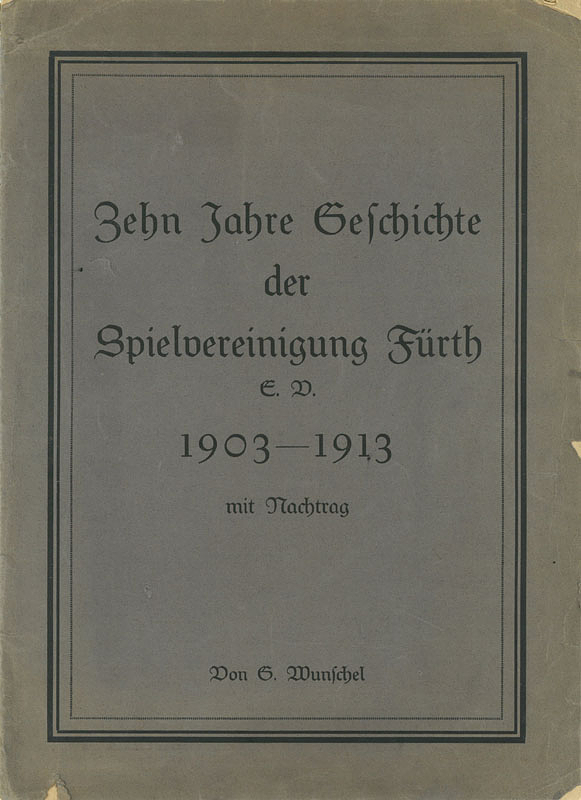 Zehn Jahre Geschichte
der
Spielvereinigung Fürth
E. V.
1903—1913
mit Nachtrag
Von G. Wunschel